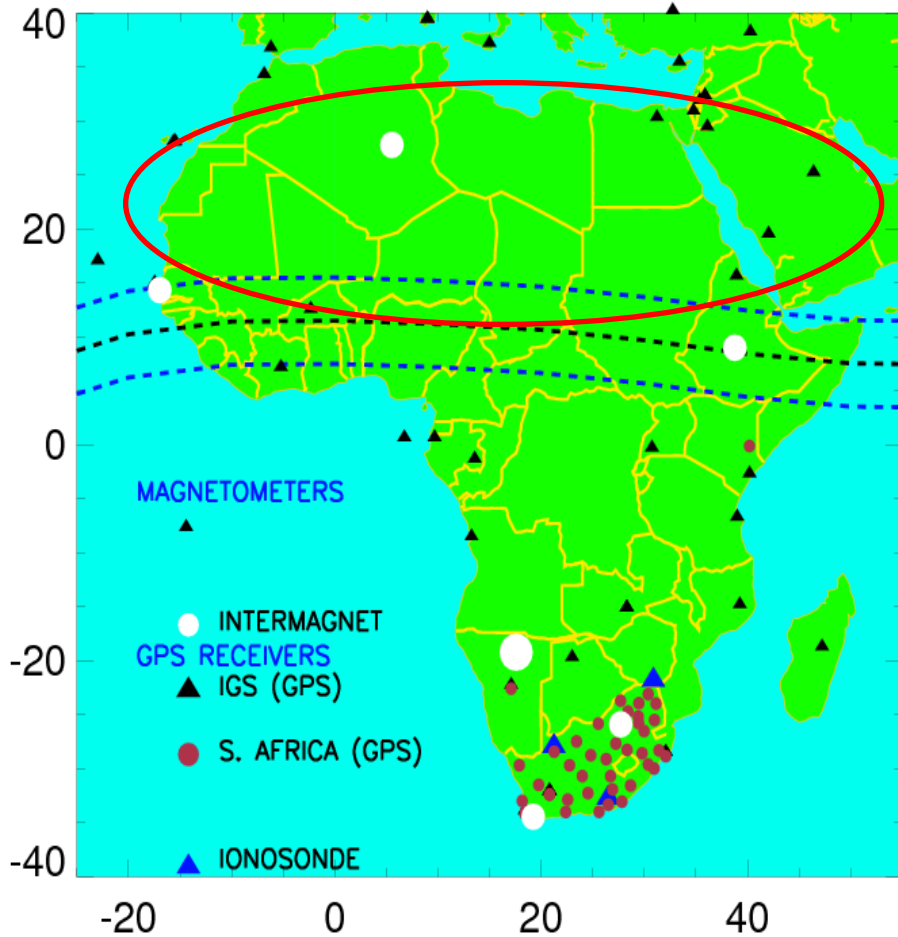 40
20
0
-20
-40
MAGNETOMETERS
INTERMAGNET
GPS RECEIVERS
IGS (GPS)
S. AFRICA (GPS)
IONOSONDE
-20 0 20 40